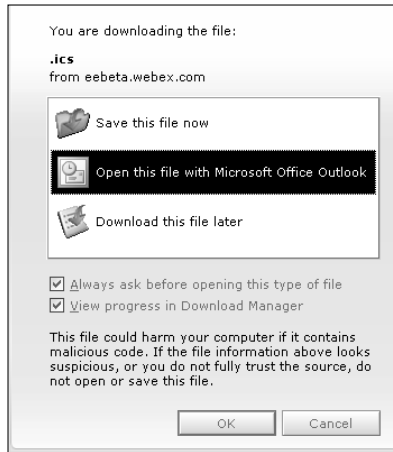 You are downloading the file:
.ics
from eebeta.webex.com
Save this file now
Open this file with Microsoft Office Outlook
Download this file later
Always ask before opening this type of file
View progress in Download Manager
This file could harm your computer if it contains
malicious code. If the file information above looks
suspicious, or you do not fully trust the source, do
not open or save this file.
OK
Cancel